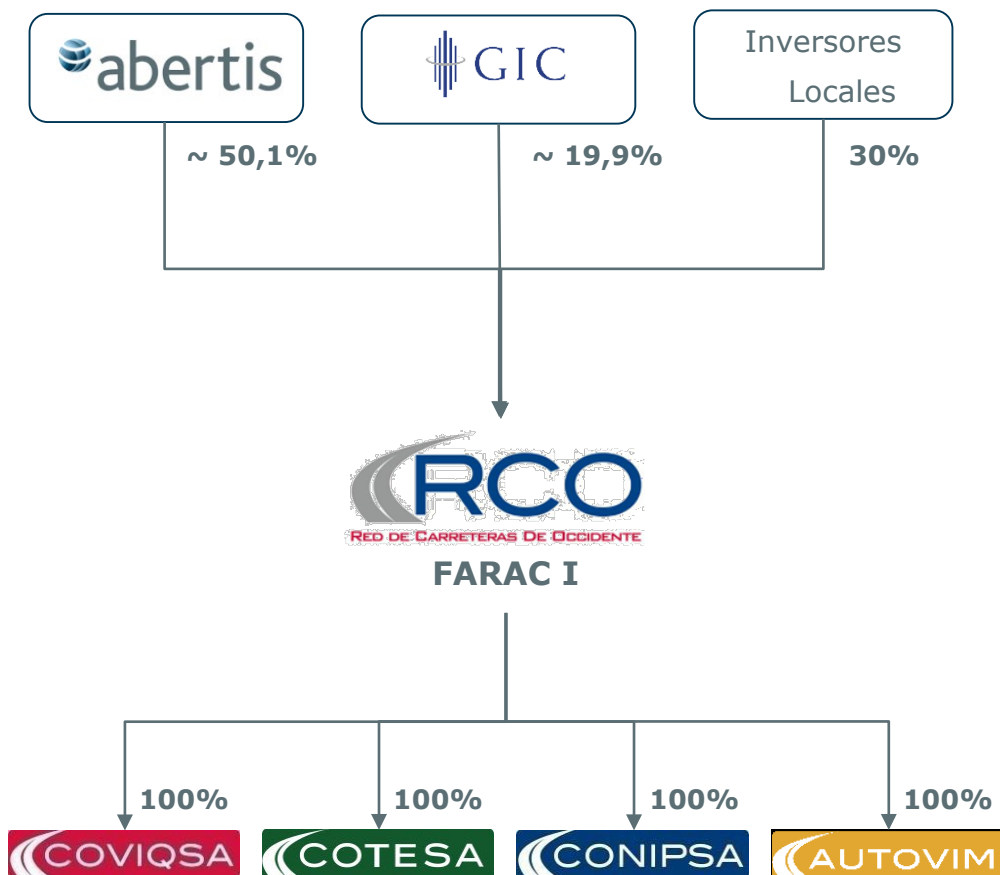 abertis
GIC
Inversores
Locales
~ 50,1%
~ 19,9%
30%
RCO
RED DE CARRETERAS DE OCCIDENTE
FARAC I
100%
100%
100%
100%
COVIQSA
COTESA
CONIPSA
AUTOVIM